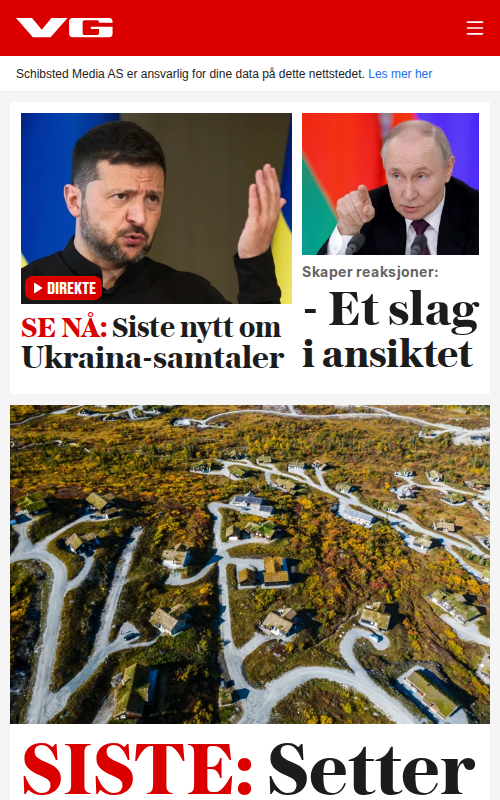 VG
Schibsted Media AS er ansvarlig for dine data på dette nettstedet. Les mer her
DIREKTE
SE NÅ: Siste nytt om
Ukraina-samtaler
Skaper reaksjoner:
- Et slag
i ansiktet
SISTE: Setter